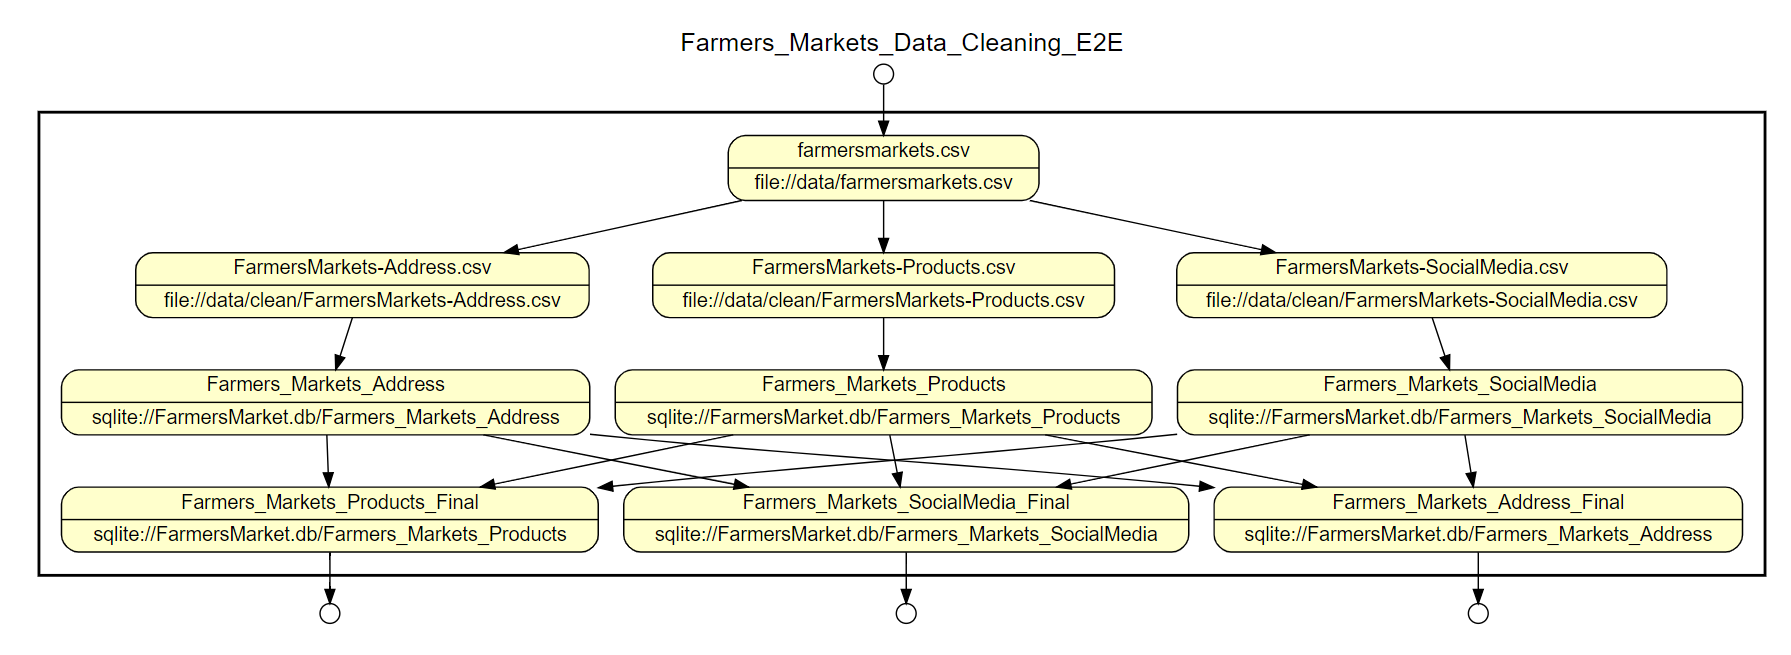 Farmers_Markets_Data_Cleaning_E2E
farmersmarkets.csv
file://data/farmersmarkets.csv
FarmersMarkets-Address.csv
file://data/clean/FarmersMarkets-Address.csv
FarmersMarkets-Products.csv
file://data/clean/FarmersMarkets-Products.csv
FarmersMarkets-SocialMedia.csv
file://data/clean/FarmersMarkets-SocialMedia.csv
Farmers_Markets_Address
sqlite://FarmersMarket.db/Farmers_Markets_Address
Farmers_Markets_Products
sqlite://FarmersMarket.db/Farmers_Markets_Products
Farmers_Markets_SocialMedia
sqlite://FarmersMarket.db/Farmers_Markets_SocialMedia
Farmers_Markets_Products_Final
sqlite://FarmersMarket.db/Farmers_Markets_Products
Farmers_Markets_SocialMedia_Final
sqlite://FarmersMarket.db/Farmers_Markets_SocialMedia
Farmers_Markets_Address_Final
sqlite://FarmersMarket.db/Farmers_Markets_Address